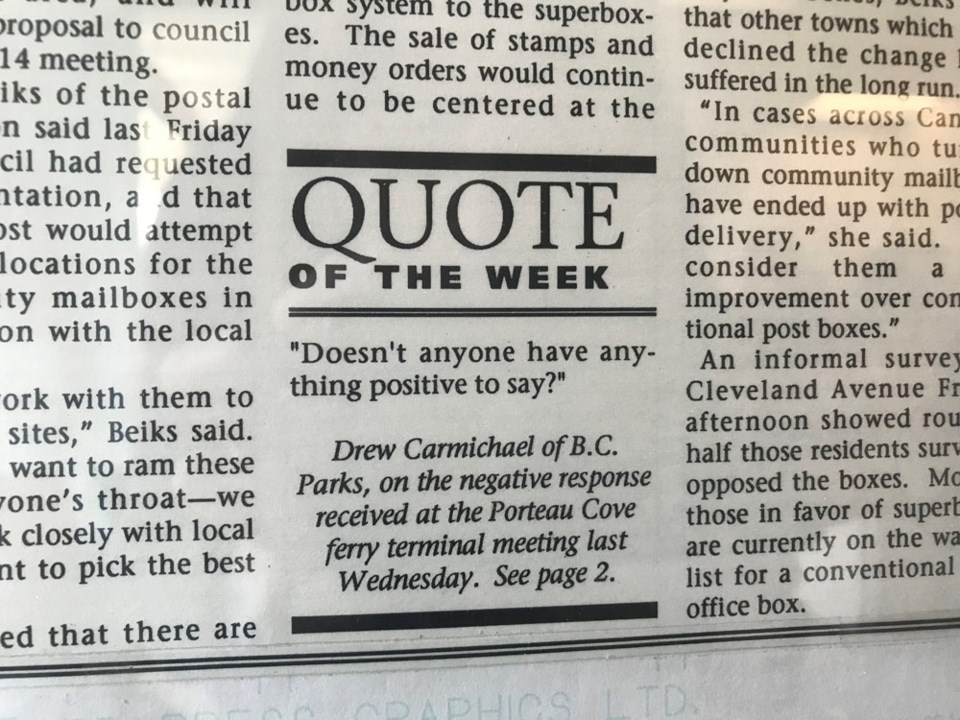 proposal to council
14 meeting.
iks of the postal
n said last Friday
cil had requested
ntation, a d that
ost would attempt
locations for the
ty mailboxes in
on with the local
ork with them to
sites,” Beiks said.
want to ram these
yone’s throat—we
k closely with local
nt to pick the best
ed that there are
box system to the superbox-
es. The sale of stamps and
money orders would contin-
ue to be centered at the
QUOTE
OF THE WEEK
"Doesn't anyone have any-
thing positive to say?"
Drew Carmichael of B.C.
Parks, on the negative response
received at the Porteau Cove
ferry terminal meeting last
Wednesday. See page 2.
that other towns which
declined the change
suffered in the long run.
“In cases across Can
communities who tu
down community mailb
have ended up with po
delivery,” she said.
consider them a
improvement over con
tional post boxes.”
An informal survey
Cleveland Avenue Fr
afternoon showed rou
half those residents surv
opposed the boxes. Mo
those in favor of superb
are currently on the wa
list for a conventional
office box.
PRESS GRAPHICS LTD.